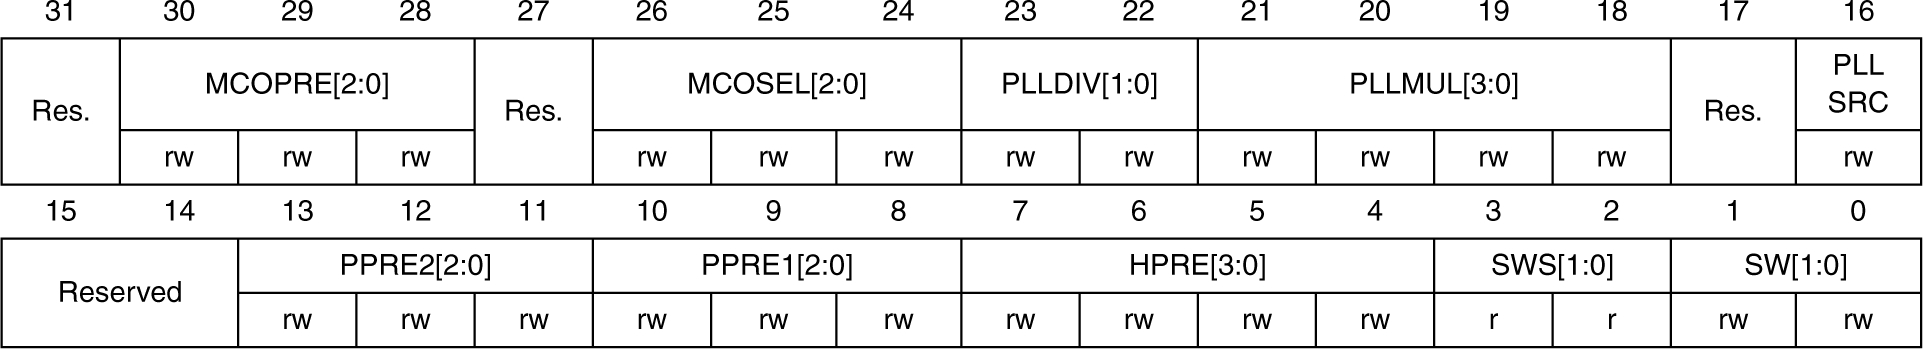 31 30 29 28 27 26 25 24 23 22 21 20 19 18 17 16
Res. MCOPRE[2:0] Res. MCOSEL[2:0] PLLDIV[1:0] PLLMUL[3:0] Res. PLL
SRC
rw rw rw rw rw rw rw rw rw rw rw rw rw
15 14 13 12 11 10 9 8 7 6 5 4 3 2 1 0
Reserved PPRE2[2:0] PPRE1[2:0] HPRE[3:0] SWS[1:0] SW[1:0]
rw rw rw rw rw rw rw rw rw rw r r rw rw